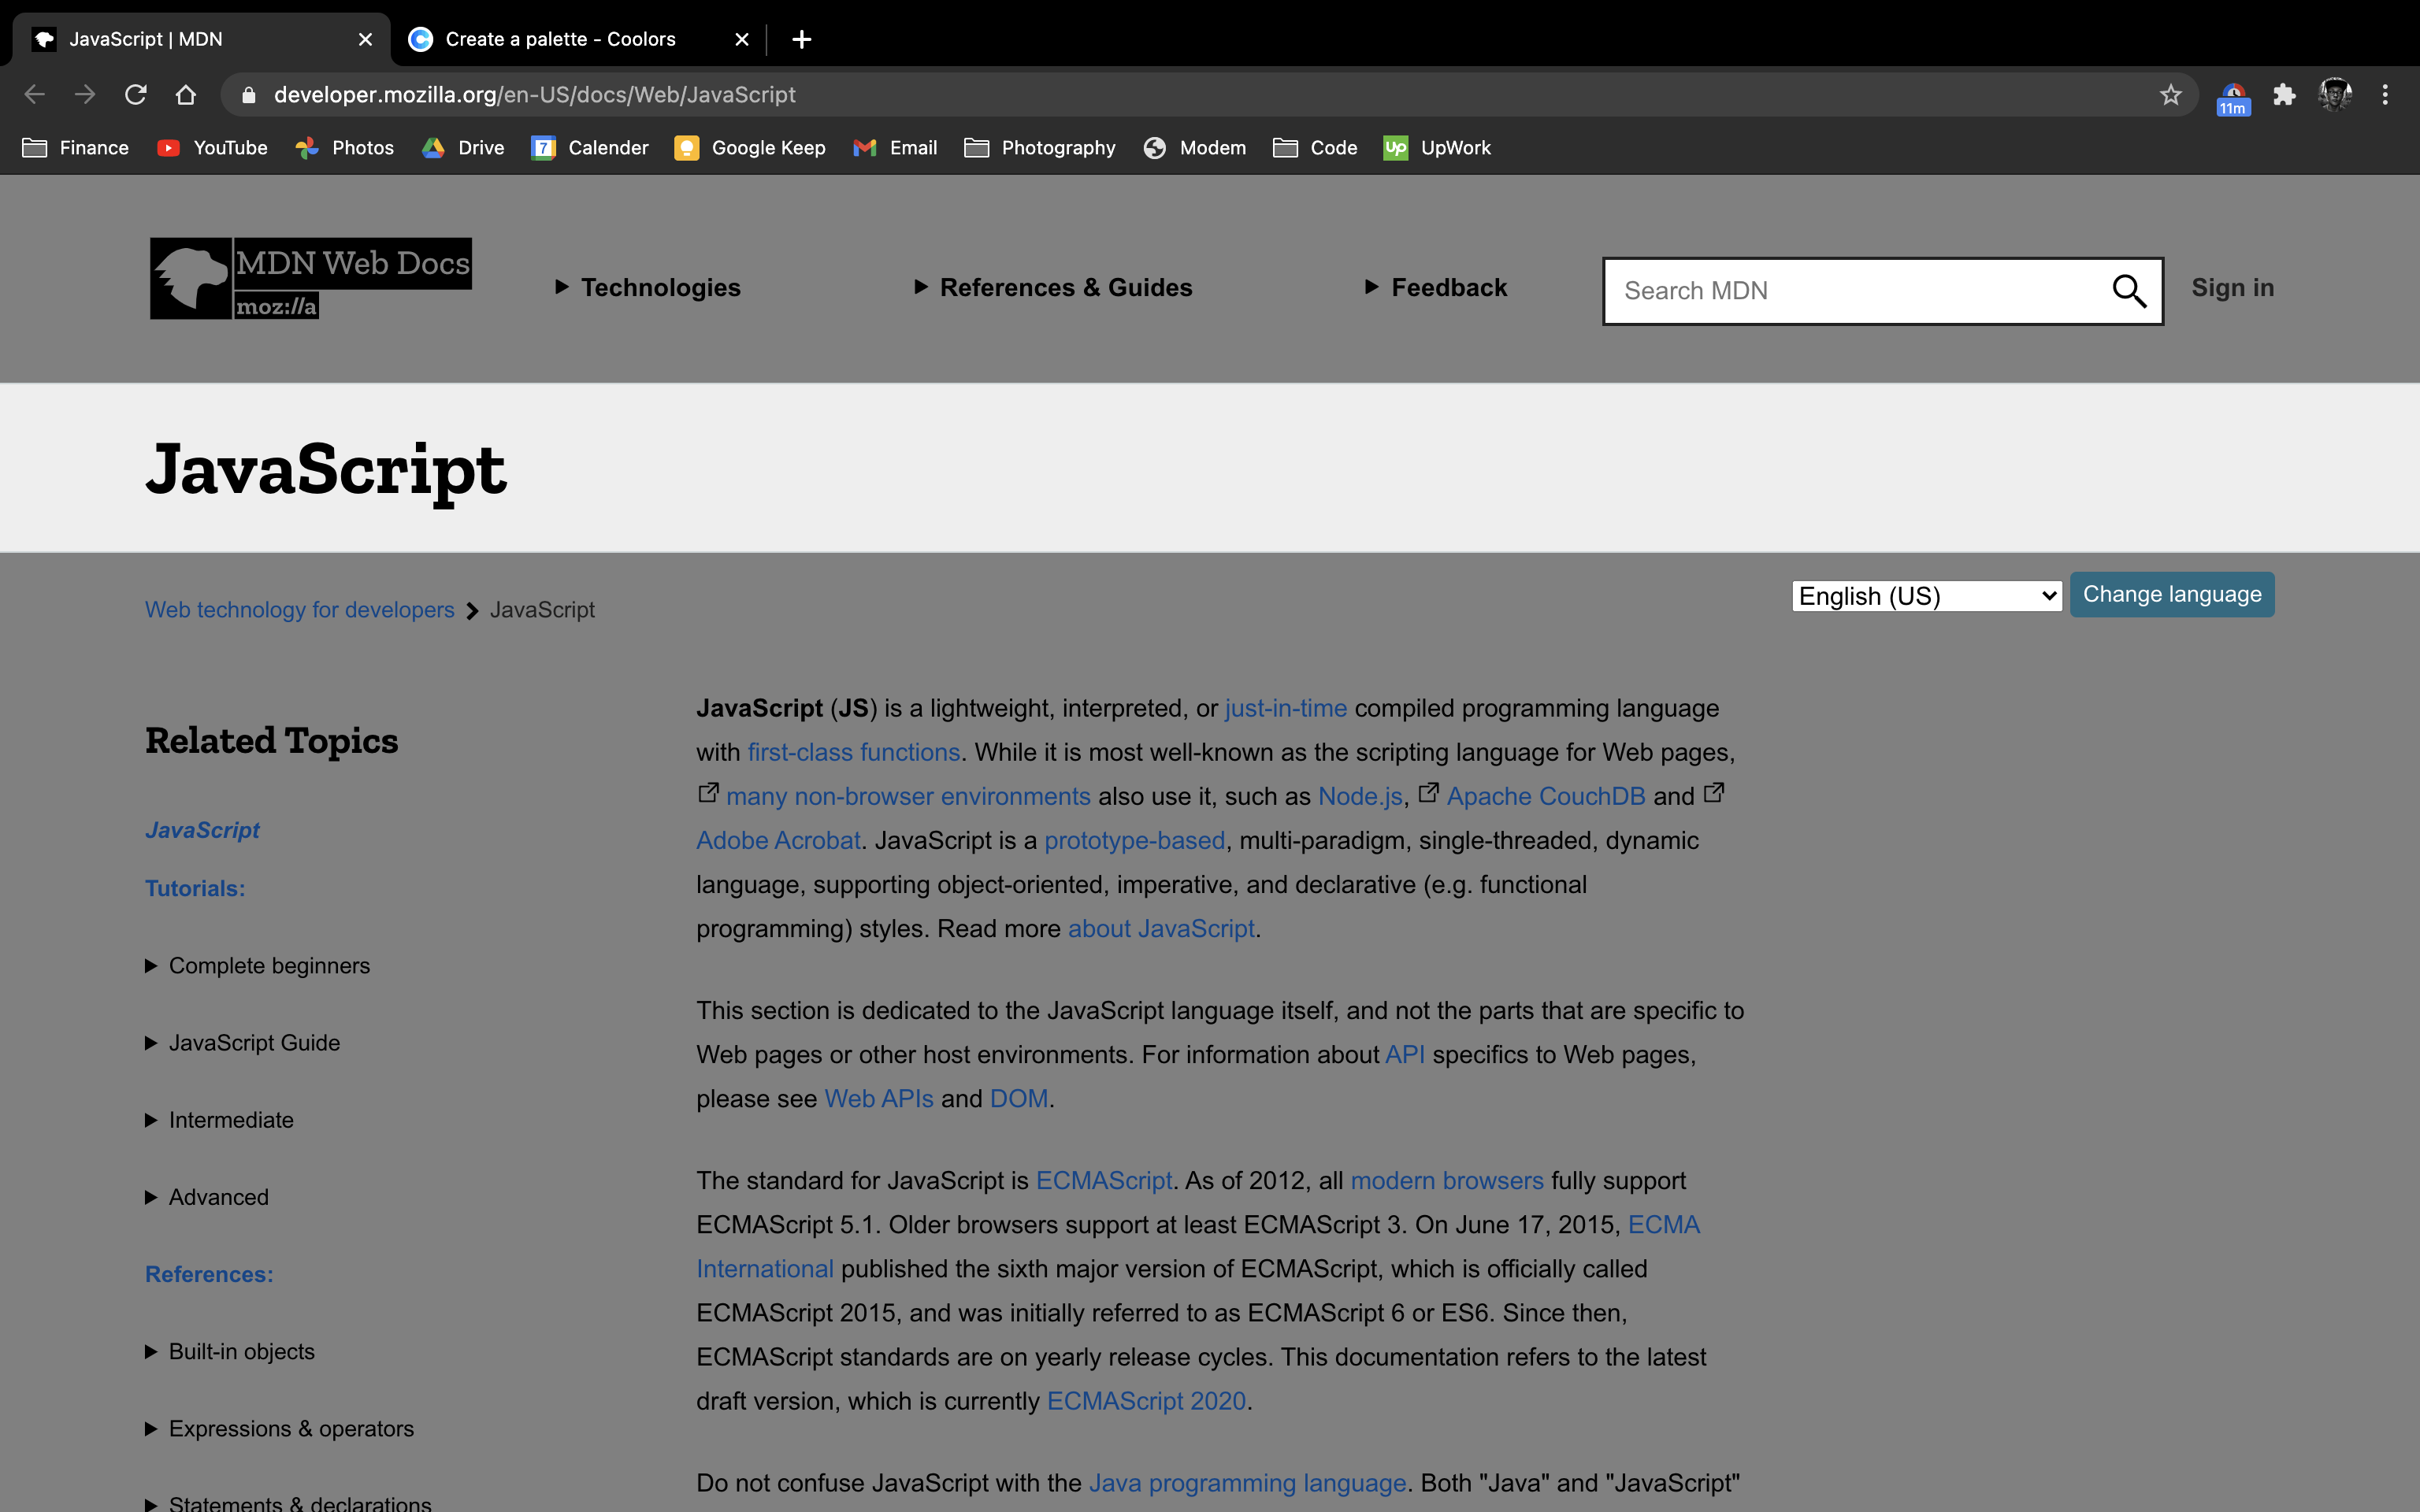 JavaScript | MDN
Create a palette - Coolors
developer.mozilla.org/en-US/docs/Web/JavaScript
11m
Finance
YouTube
Photos
Drive
7
Calender
Google Keep
Email
Photography
Modem
Code
Up
UpWork
MDN Web Docs
moz://a
Technologies
References & Guides
Feedback
Search MDN
Sign in
JavaScript
Web technology for developers
JavaScript
English (US)
Change language
Related Topics
JavaScript
Tutorials:
Complete beginners
JavaScript Guide
Intermediate
Advanced
References:
Built-in objects
Expressions & operators
Statements & declarations
JavaScript (JS) is a lightweight, interpreted, or just-in-time compiled programming language
with first-class functions. While it is most well-known as the scripting language for Web pages,
many non-browser environments also use it, such as Node.js, Apache CouchDB and
Adobe Acrobat. JavaScript is a prototype-based, multi-paradigm, single-threaded, dynamic
language, supporting object-oriented, imperative, and declarative (e.g. functional
programming) styles. Read more about JavaScript.
This section is dedicated to the JavaScript language itself, and not the parts that are specific to
Web pages or other host environments. For information about API specifics to Web pages,
please see Web APIs and DOM.
The standard for JavaScript is ECMAScript. As of 2012, all modern browsers fully support
ECMAScript 5.1. Older browsers support at least ECMAScript 3. On June 17, 2015, ECMA
International published the sixth major version of ECMAScript, which is officially called
ECMAScript 2015, and was initially referred to as ECMAScript 6 or ES6. Since then,
ECMAScript standards are on yearly release cycles. This documentation refers to the latest
draft version, which is currently ECMAScript 2020.
Do not confuse JavaScript with the Java programming language. Both "Java" and "JavaScript"